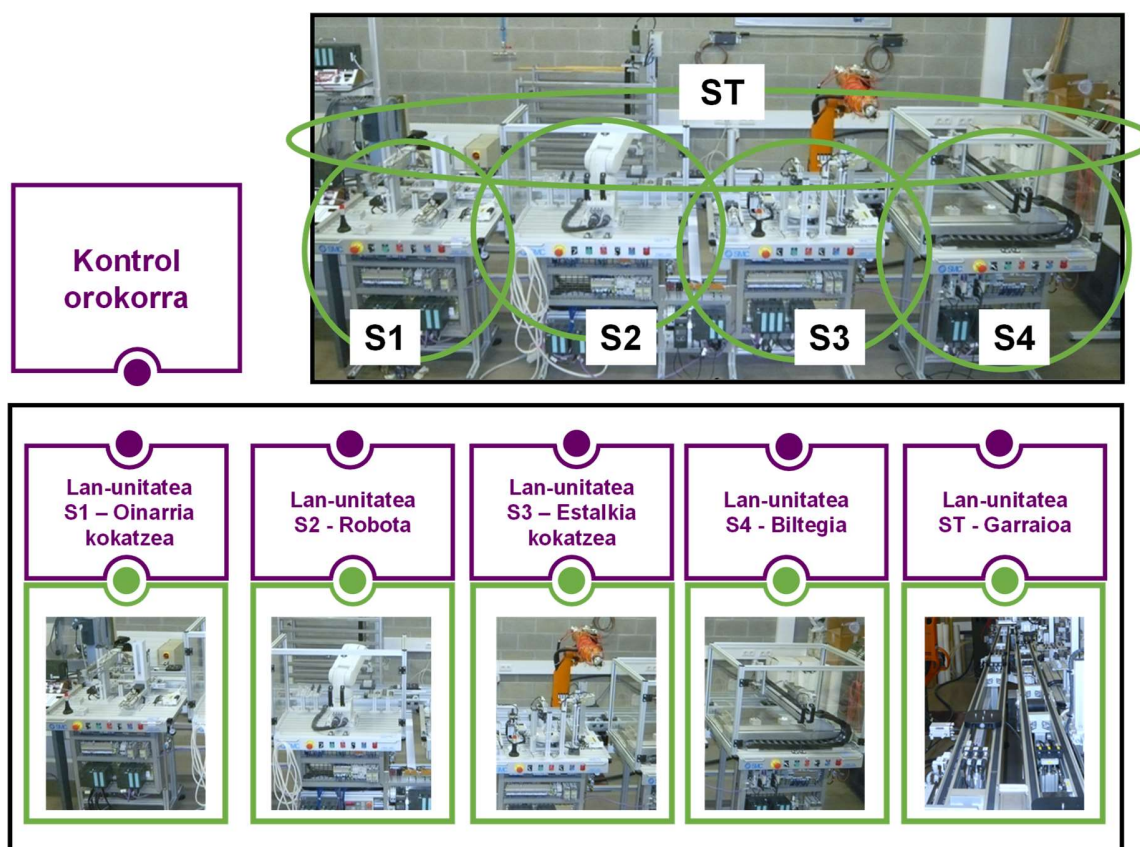 ST
Kontrol
orokorra
S1
S2
S3
S4
SMC
Lan-unitatea
S1 – Oinarria
kokatzea
Lan-unitatea
S2 - Robota
Lan-unitatea
S3 – Estalkia
kokatzea
Lan-unitatea
S4 - Biltegia
Lan-unitatea
ST - Garraioa